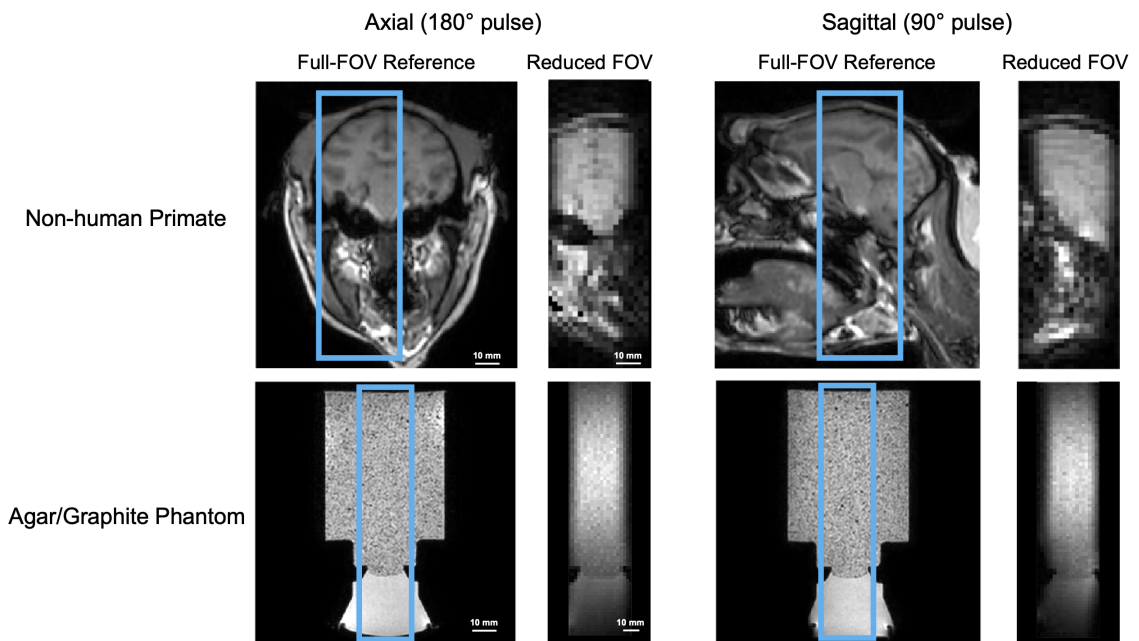 Axial (180° pulse)
Sagittal (90° pulse)
Full-FOV Reference
Reduced FOV
Full-FOV Reference
Reduced FOV
Non-human Primate
10 mm
10 mm
Agar/Graphite Phantom
10 mm
10 mm